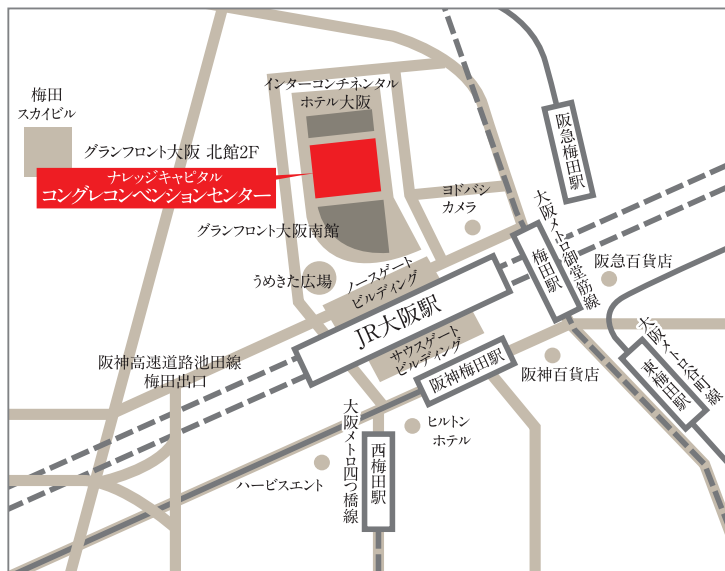 インターコンチネンタル
ホテル大阪
梅田
スカイビル
グランフロント大阪 北館2F
ナレッジキャピタル
コングレコンベンションセンター
阪急梅田駅
ヨドバシ
カメラ
大阪メトロ御堂筋線
梅田駅
グランフロント大阪南館
うめきた広場
ノースゲート
ビルディング
阪急百貨店
JR大阪駅
サウスゲート
ビルディング
大阪メトロ谷町線
東梅田駅
阪神高速道路池田線
梅田出口
阪神梅田駅
阪神百貨店
大阪メトロ四つ橋線
西梅田駅
ヒルトン
ホテル
ハービスエント